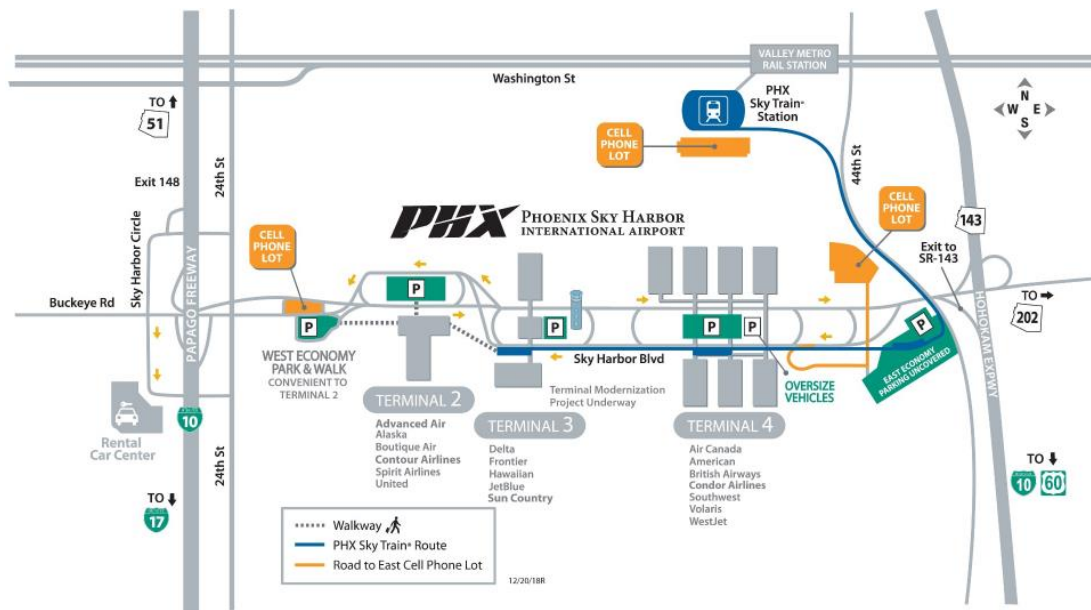 VALLEY METRO
RAIL STATION
Washington St
PHX
Sky Train®
Station
N
W E
S
TO ↑
51
CELL
PHONE
LOT
44th St
24th St
Exit 148
Sky Harbor Circle
PHX PHOENIX SKY HARBOR
INTERNATIONAL AIRPORT
CELL
PHONE
LOT
143
CELL
PHONE
LOT
Exit to
SR-143
P
Buckeye Rd
PAPAGO FREEWAY
TO →
202
HOHOKAM EXPWY
P
P
P
P
P
Sky Harbor Blvd
WEST ECONOMY
PARK & WALK
CONVENIENT TO
TERMINAL 2
EAST ECONOMY
PARKING UNCOVERED
OVERSIZE
VEHICLES
Terminal Modernization
Project Underway
TERMINAL 2
Advanced Air
Alaska
Boutique Air
Contour Airlines
Spirit Airlines
United
TERMINAL 3
Delta
Frontier
Hawaiian
JetBlue
Sun Country
TERMINAL 4
Air Canada
American
British Airways
Condor Airlines
Southwest
Volaris
WestJet
10
Rental
Car Center
24th St
TO ↓
10 60
TO ↓
17
Walkway
PHX Sky Train® Route
Road to East Cell Phone Lot
12/20/18R